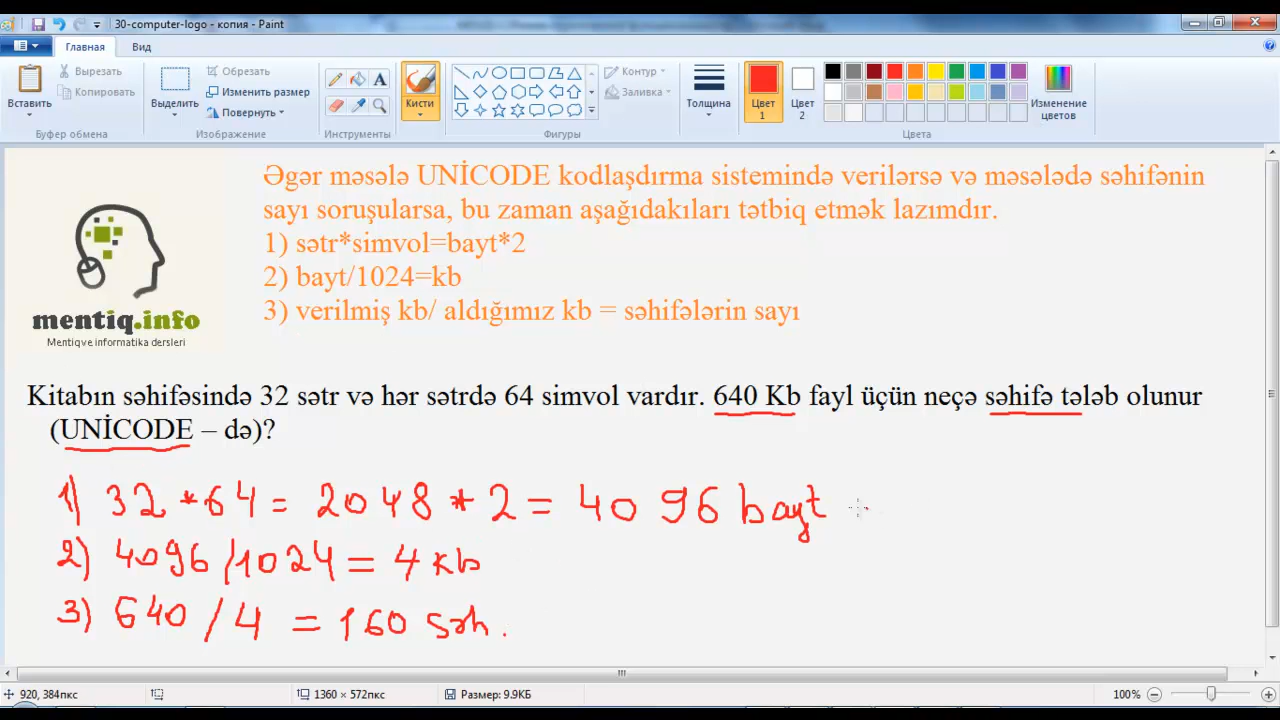 30-computer-logo - копия - Paint
Главная Вид
Вставить
Вырезать
Копировать
Буфер обмена
Выделить
Обрезать
Изменить размер
Повернуть
Изображение
A
Инструменты
Кисти
Контур
Заливка
Фигуры
Толщина
Цвет 1
Цвет 2
Изменение цветов
Цвета
mentiq.info
Mentiq ve informatika dersleri
Əgər məsələ UNİCODE kodlaşdırma sistemində verilərsə və məsələdə səhifənin
sayı soruşularsa, bu zaman aşağıdakıları tətbiq etmək lazımdır.
1) sətr*simvol=bayt*2
2) bayt/1024=kb
3) verilmiş kb/ aldığımız kb = səhifələrin sayı
Kitabın səhifəsində 32 sətr və hər sətrdə 64 simvol vardır. 640 Kb fayl üçün neçə səhifə tələb olunur
(UNİCODE – də)?
1) 32 * 64 = 2048 * 2 = 4096 bayt
2) 4096 / 1024 = 4 kb
3) 640 / 4 = 160 səh.
920, 384пкс
1360 × 572пкс
Размер: 9.9КБ
100%